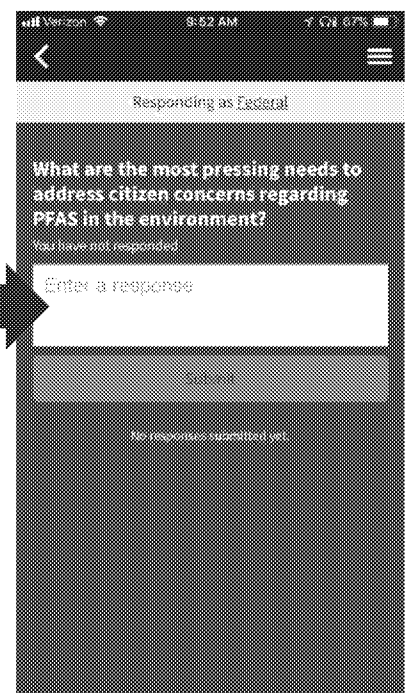 Verizon 9:52 AM 87%
Responding as Federal
What are the most pressing needs to
address citizen concerns regarding
PFAS in the environment?
You have not responded
Enter a response
Submit
No responses submitted yet.